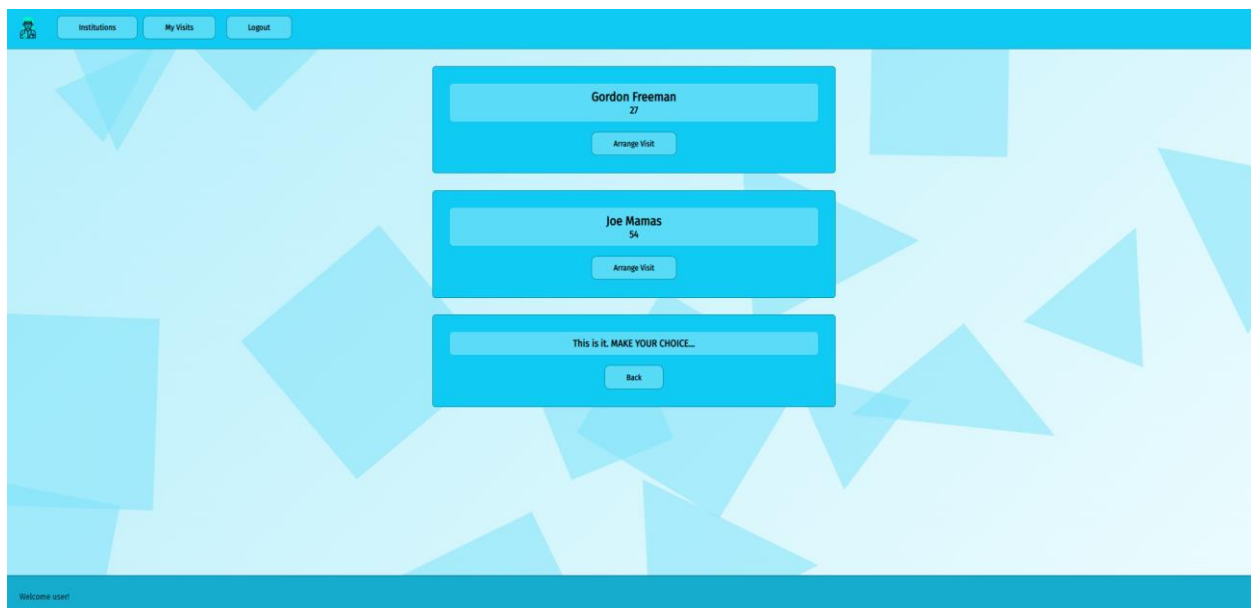 Institutions
My Visits
Logout
Gordon Freeman
27
Arrange Visit
Joe Mamas
54
Arrange Visit
This is it. MAKE YOUR CHOICE...
Back
Welcome user!